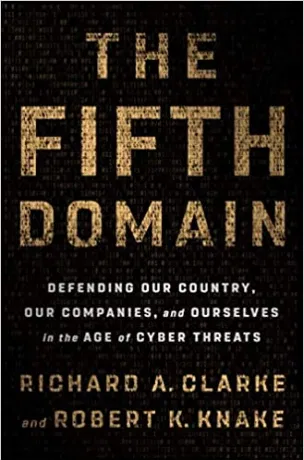 THE
FIFTH
DOMAIN
DEFENDING OUR COUNTRY,
OUR COMPANIES, and OURSELVES
in the AGE of CYBER THREATS
RICHARD A. CLARKE
and ROBERT K. KNAKE